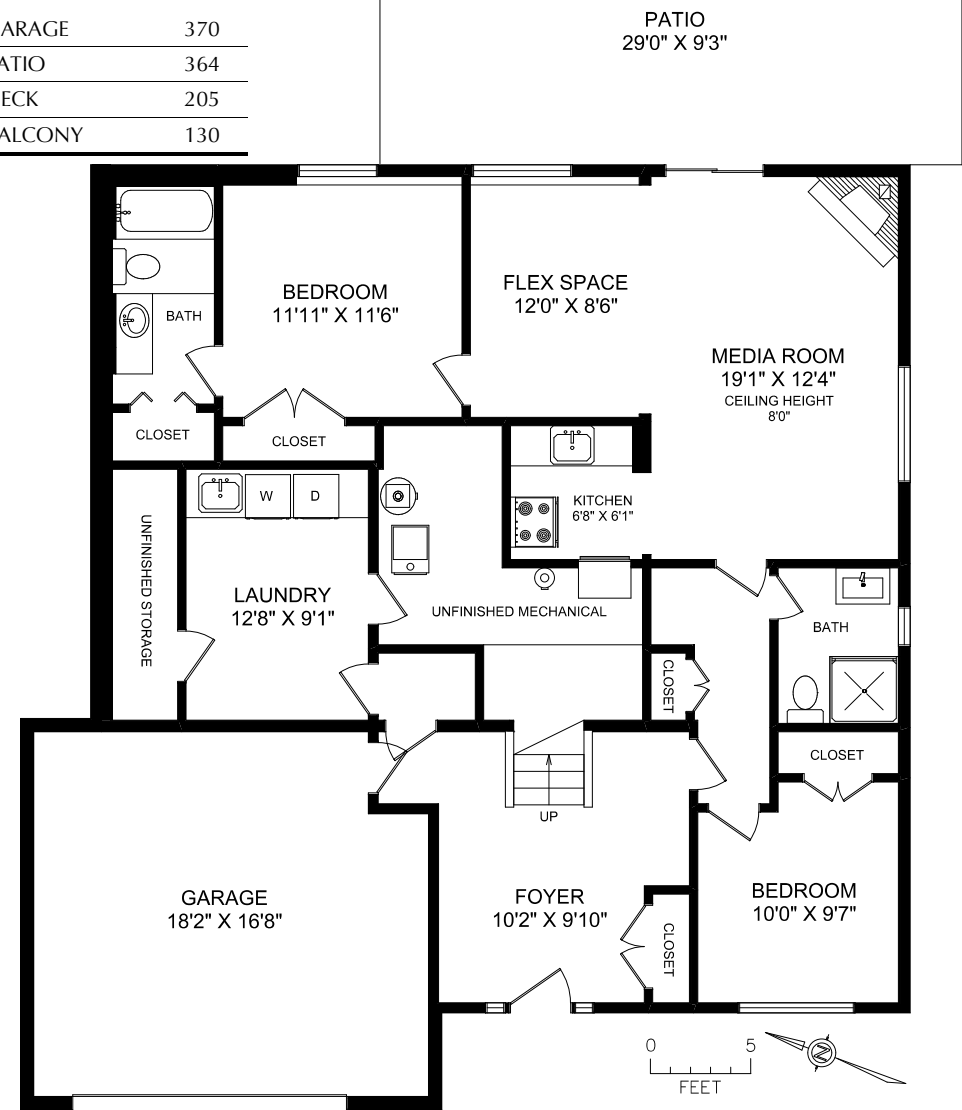 ARAGE 370
ATIO 364
ECK 205
ALCONY 130
PATIO
29'0" X 9'3"
BEDROOM
11'11" X 11'6"
FLEX SPACE
12'0" X 8'6"
BATH
MEDIA ROOM
19'1" X 12'4"
CEILING HEIGHT
8'0"
CLOSET
CLOSET
W
D
KITCHEN
6'8" X 6'1"
UNFINISHED STORAGE
LAUNDRY
12'8" X 9'1"
UNFINISHED MECHANICAL
BATH
CLOSET
CLOSET
UP
GARAGE
18'2" X 16'8"
FOYER
10'2" X 9'10"
CLOSET
BEDROOM
10'0" X 9'7"
0 5
FEET
N